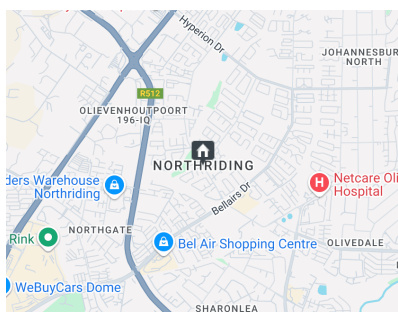 Hyperion Dr
JOHANNESBU
NORTH
R512
OLIEVENHOUTPOORT
196-IQ
NORTHRIDING
ders Warehouse
Northriding
H
Netcare Oli
Hospital
Bellairs Dr
Rink
NORTHGATE
Bel Air Shopping Centre
OLIVEDALE
WeBuyCars Dome
SHARONLEA